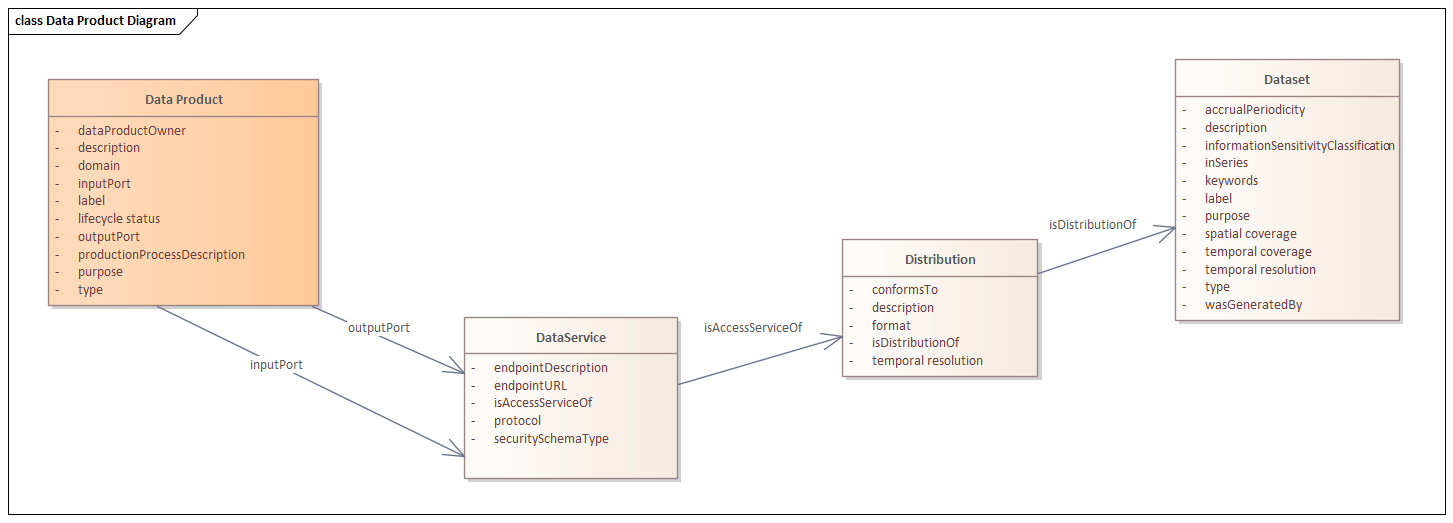 class Data Product Diagram
Data Product
- dataProductOwner
- description
- domain
- inputPort
- label
- lifecycle status
- outputPort
- productionProcessDescription
- purpose
- type
outputPort
inputPort
DataService
- endpointDescription
- endpointURL
- isAccessServiceOf
- protocol
- securitySchemaType
isAccessServiceOf
Distribution
- conformsTo
- description
- format
- isDistributionOf
- temporal resolution
isDistributionOf
Dataset
- accrualPeriodicity
- description
- informationSensitivityClassification
- inSeries
- keywords
- label
- purpose
- spatial coverage
- temporal coverage
- temporal resolution
- type
- wasGeneratedBy